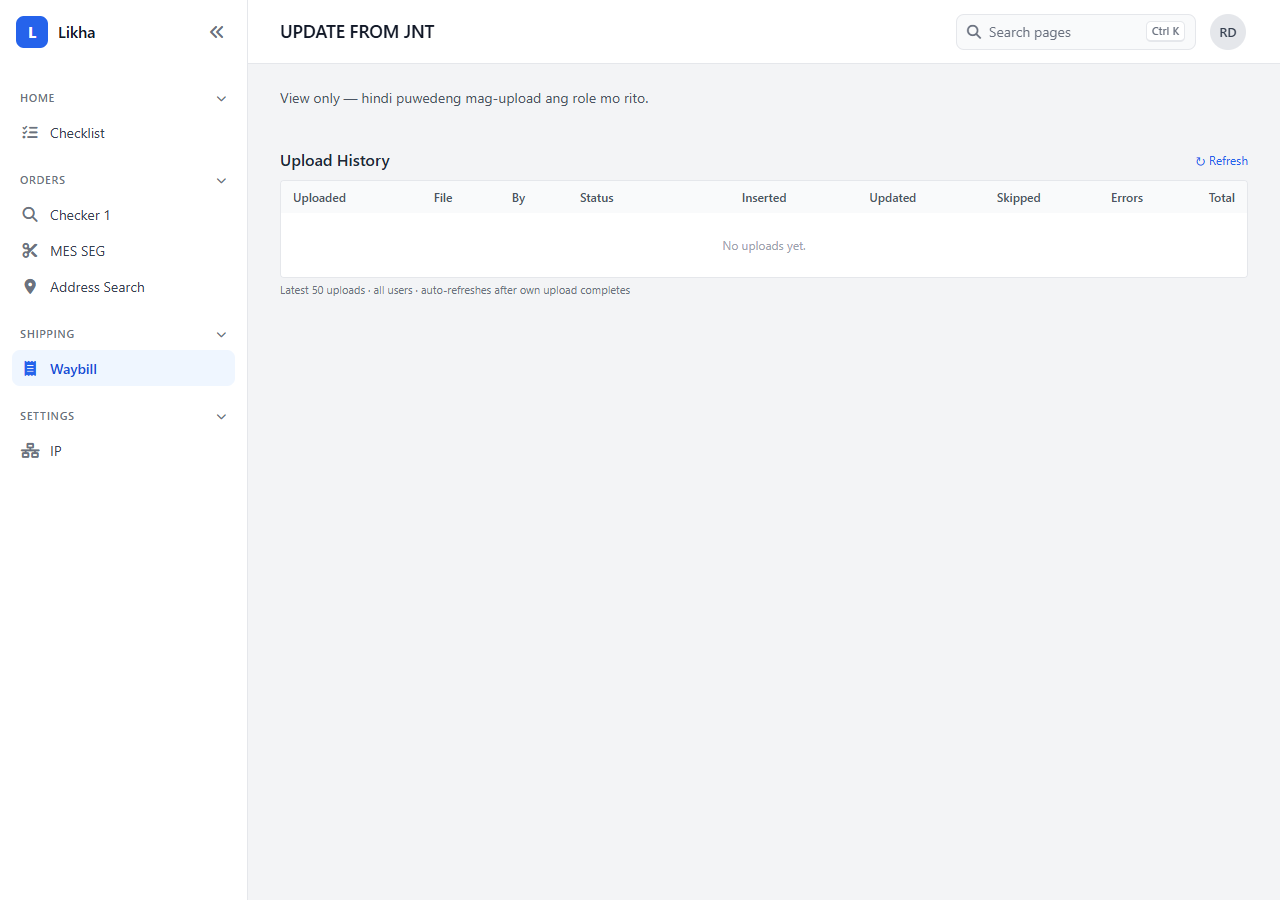 L Likha
UPDATE FROM JNT
Search pages Ctrl K
RD
HOME
Checklist
ORDERS
Checker 1
MES SEG
Address Search
SHIPPING
Waybill
SETTINGS
IP
View only — hindi puwedeng mag-upload ang role mo rito.
Upload History
↻ Refresh
Uploaded File By Status Inserted Updated Skipped Errors Total
No uploads yet.
Latest 50 uploads · all users · auto-refreshes after own upload completes